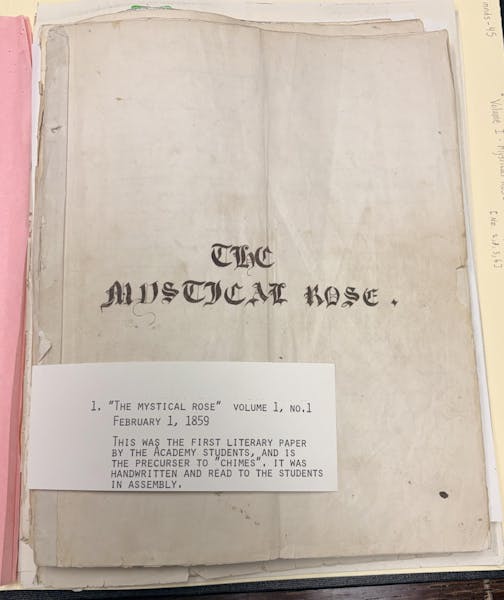 THE
MYSTICAL ROSE.
1. "THE MYSTICAL ROSE" VOLUME 1, NO.1
FEBRUARY 1, 1859
THIS WAS THE FIRST LITERARY PAPER
BY THE ACADEMY STUDENTS, AND IS
THE PRECURSER TO "CHIMES". IT WAS
HANDWRITTEN AND READ TO THE STUDENTS
IN ASSEMBLY.
Volume I - Mystical